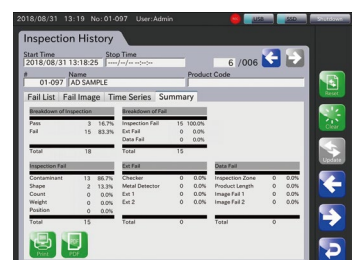 2018/08/31 13:19 No: 01-097 User: Admin USB SSD Shutdown
Inspection History
Start Time Stop Time
2018/08/31 13:18:25 ----/--/-- --:--:-- 6 /006
# Name Product Code
01-097 AD SAMPLE
Fail List Fail Image Time Series Summary
Breakdown of Inspection Breakdown of Fail
Pass 3 16.7% Inspection Fail 15 100.0%
Fail 15 83.3% Ext Fail 0 0.0%
Data Fail 0 0.0%
Total 18 Total 15
Inspection Fail Ext Fail Data Fail
Contaminant 13 86.7% Checker 0 0.0% Inspection Zone 0 0.0%
Shape 2 13.3% Metal Detector 0 0.0% Product Length 0 0.0%
Count 0 0.0% Ext 1 0 0.0% Image Fail 1 0 0.0%
Weight 0 0.0% Ext 2 0 0.0% Image Fail 2 0 0.0%
Position 0 0.0%
Total 15 Total 0 Total 0
Print PDF
Reset
Clear
Update